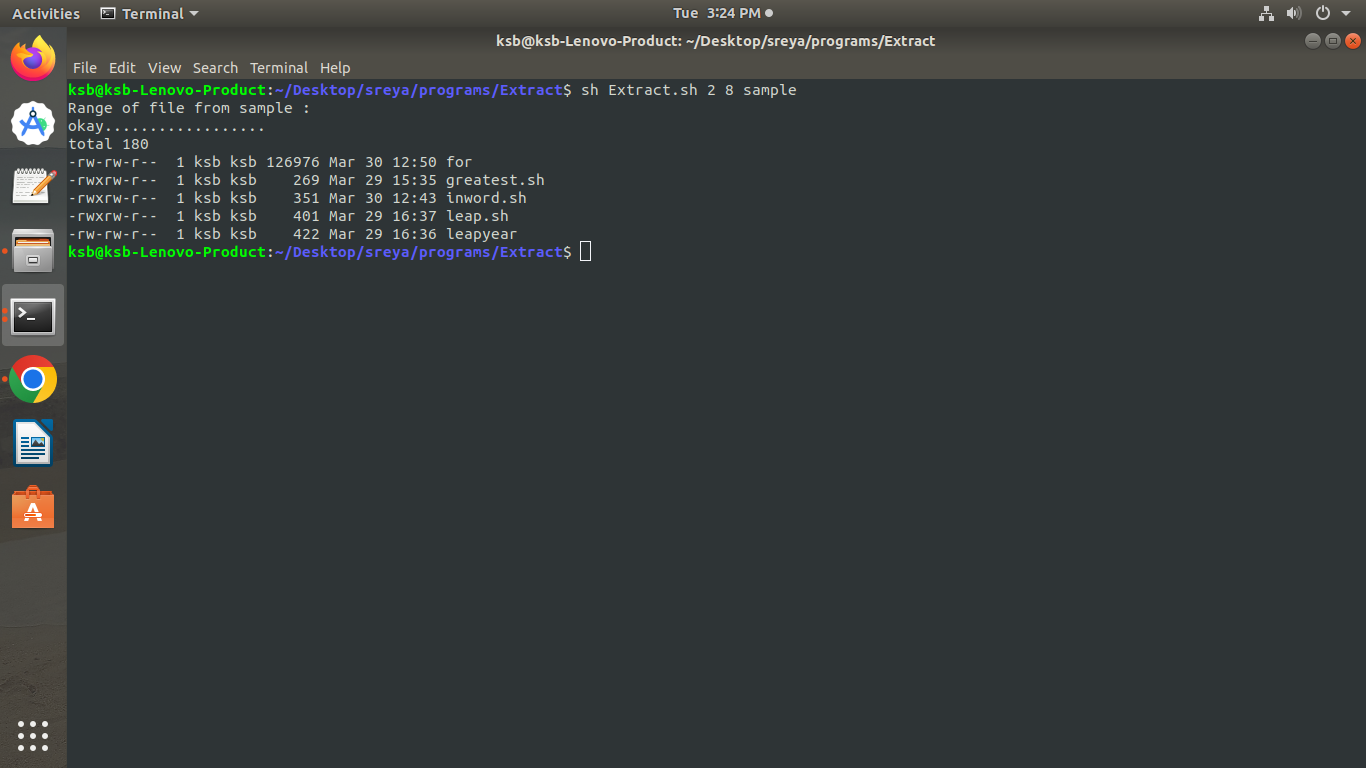 Activities Terminal Tue 3:24 PM
ksb@ksb-Lenovo-Product: ~/Desktop/sreya/programs/Extract
File Edit View Search Terminal Help
ksb@ksb-Lenovo-Product:~/Desktop/sreya/programs/Extract$ sh Extract.sh 2 8 sample
Range of file from sample :
okay..................
total 180
-rw-rw-r--  1 ksb ksb 126976 Mar 30 12:50 for
-rwxrw-r--  1 ksb ksb    269 Mar 29 15:35 greatest.sh
-rwxrw-r--  1 ksb ksb    351 Mar 30 12:43 inword.sh
-rwxrw-r--  1 ksb ksb    401 Mar 29 16:37 leap.sh
-rw-rw-r--  1 ksb ksb    422 Mar 29 16:36 leapyear
ksb@ksb-Lenovo-Product:~/Desktop/sreya/programs/Extract$